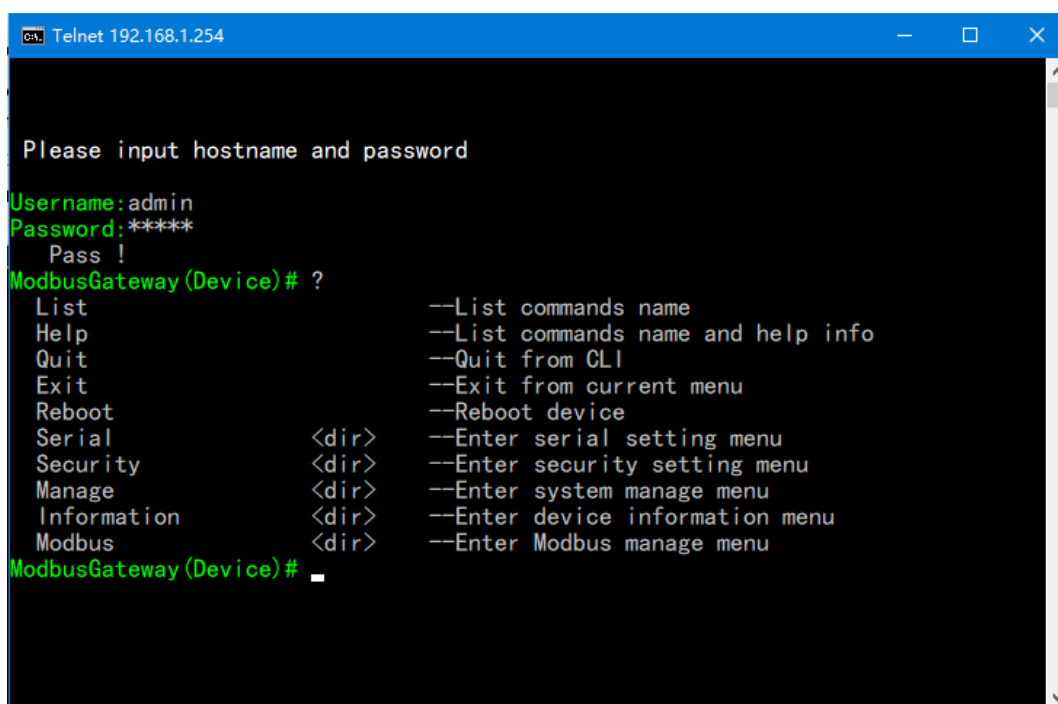 Telnet 192.168.1.254
Please input hostname and password
Username:admin
Password:*****
Pass !
ModbusGateway(Device)# ?
List --List commands name
Help --List commands name and help info
Quit --Quit from CLI
Exit --Exit from current menu
Reboot --Reboot device
Serial <dir> --Enter serial setting menu
Security <dir> --Enter security setting menu
Manage <dir> --Enter system manage menu
Information <dir> --Enter device information menu
Modbus <dir> --Enter Modbus manage menu
ModbusGateway(Device)# _